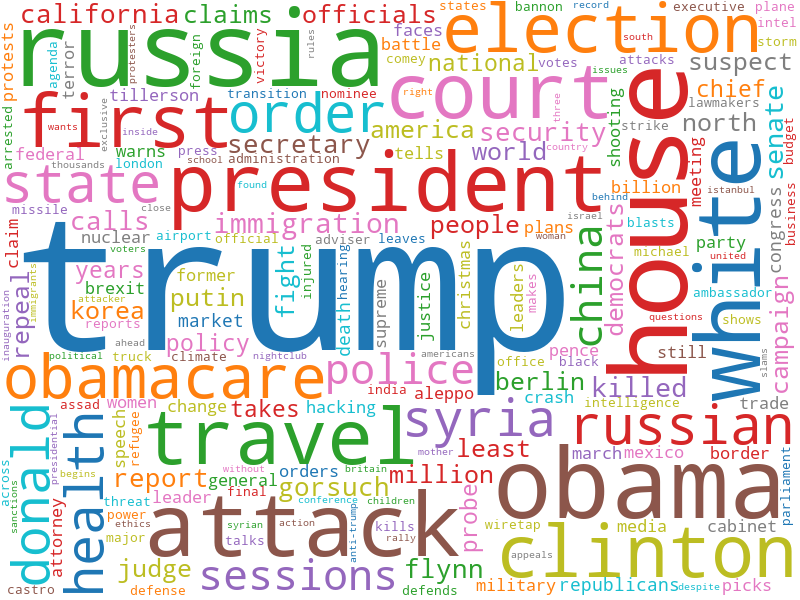 states bannon record executive plane
california claims officials
russia election
faces
battle
national
comey
votes attacks
south
intel
storm
suspect
protests
agenda
terror
protesters
foreign
victory
rules
issues
tillerson transition nominee
right
court
three
chief
first
order
america
wants
exclusive
inside
security
strike
lawmakers
shooting
house
north
senate
budget
arrested
federal
warns
press
secretary
tells
world
country
thousands
london
school administration
state
president
found
billion
behind
meeting
istanbul
white
congress
business
missile
close
calls
immigration
people
plans
israel
blasts
party
claim
nuclear
airport
official
adviser
leaves
woman
michael
united
voters
trump
years
former
fight
injured
hearing
death
supreme
justice
christmas
leaders
makes
china
democrats
ambassador
campaign
inauguration
immigrants
repeal
brexit
attacker
korea
putin
reports
market
shows
questions
slams
political
ahead
policy
americans
office
pence
black
still
truck
climate
nightclub
police
obamacare
india
aleppo
berlin
crash
killed
intelligence
trade
assad
women
change
takes
hacking
syria
russian
donald
health
presidential
speech
refugee
travel
mother
least
march
mexico
border
across
sanctions
begins
report
without
britain
general
orders
gorsuch
million
probe
obama
parliament
threat
leader
final
conference
children
attorney
power
ethics
attack
syrian
action
kills
rally
wiretap
media
cabinet
major
talks
anti-trump
clinton
appeals
judge
sessions
flynn
castro
defense
defends
military
republicans
despite
picks